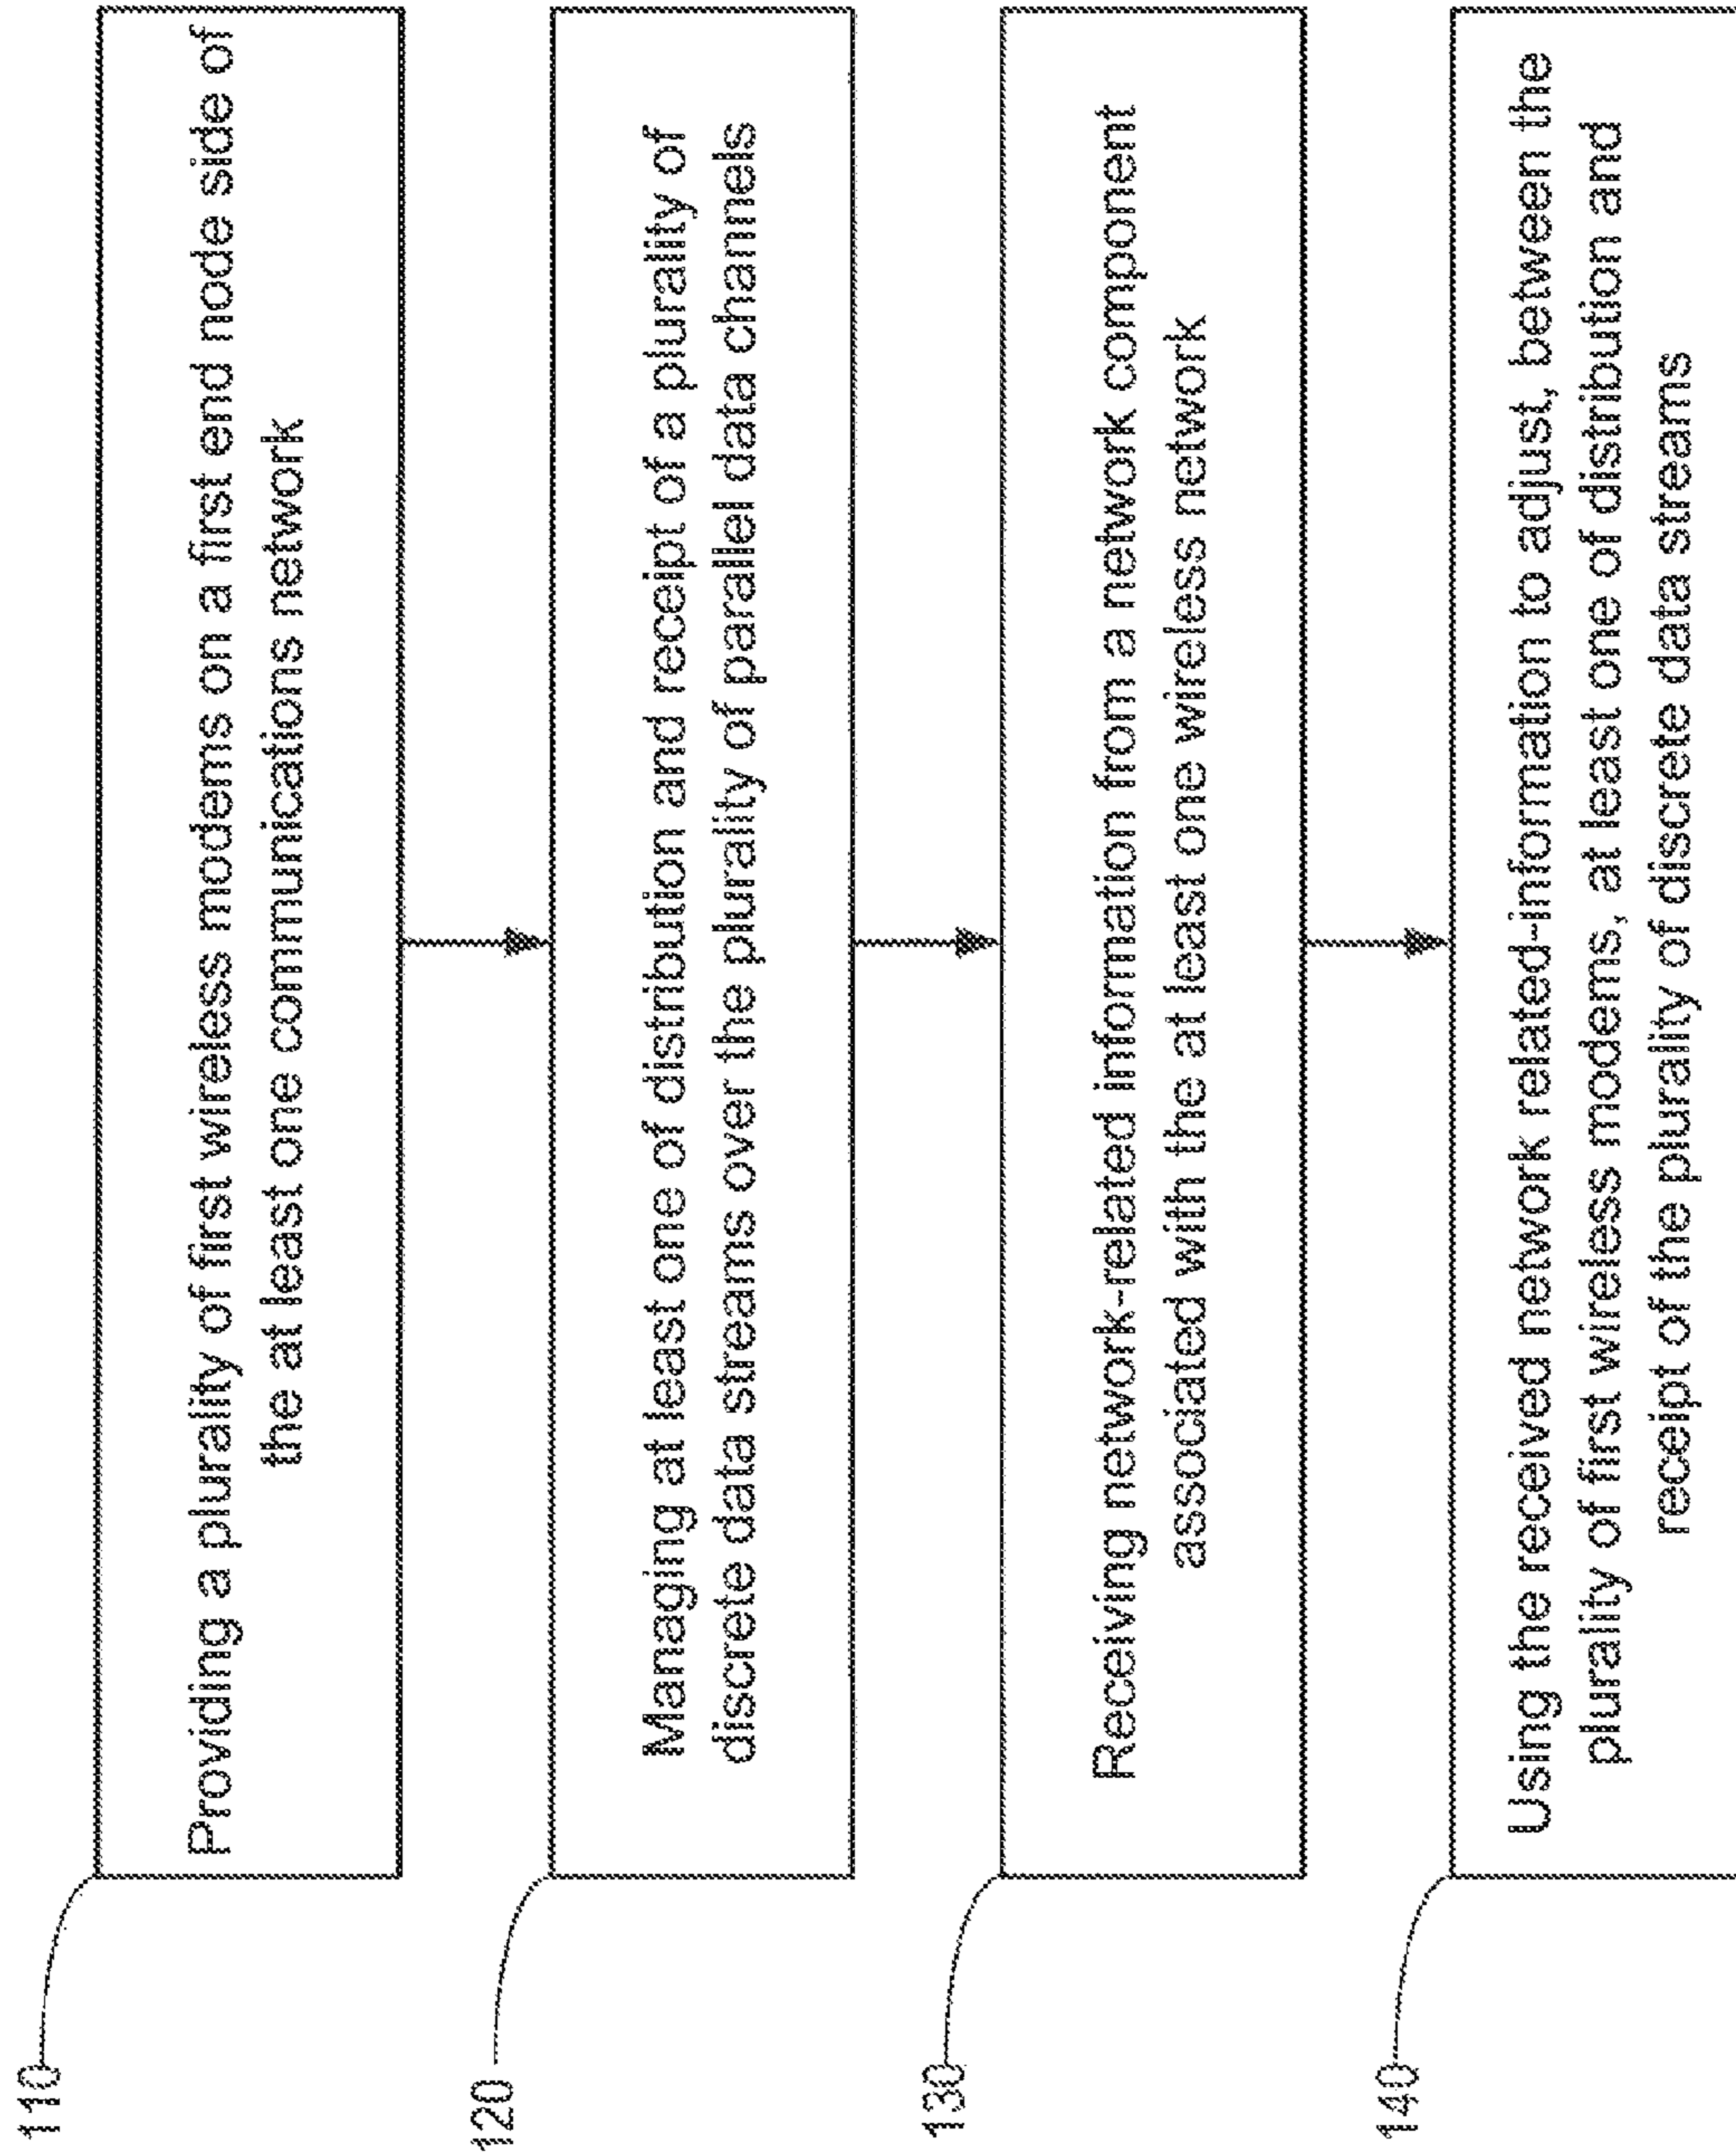 110
Providing a plurality of first wireless modems on a first end node side of
the at least one communications network
120
Managing at least one of distribution and receipt of a plurality of
discrete data streams over the plurality of parallel data channels
130
Receiving network-related information from a network component
associated with the at least one wireless network
140
Using the received network related-information to adjust, between the
plurality of first wireless modems, at least one of distribution and
receipt of the plurality of discrete data streams